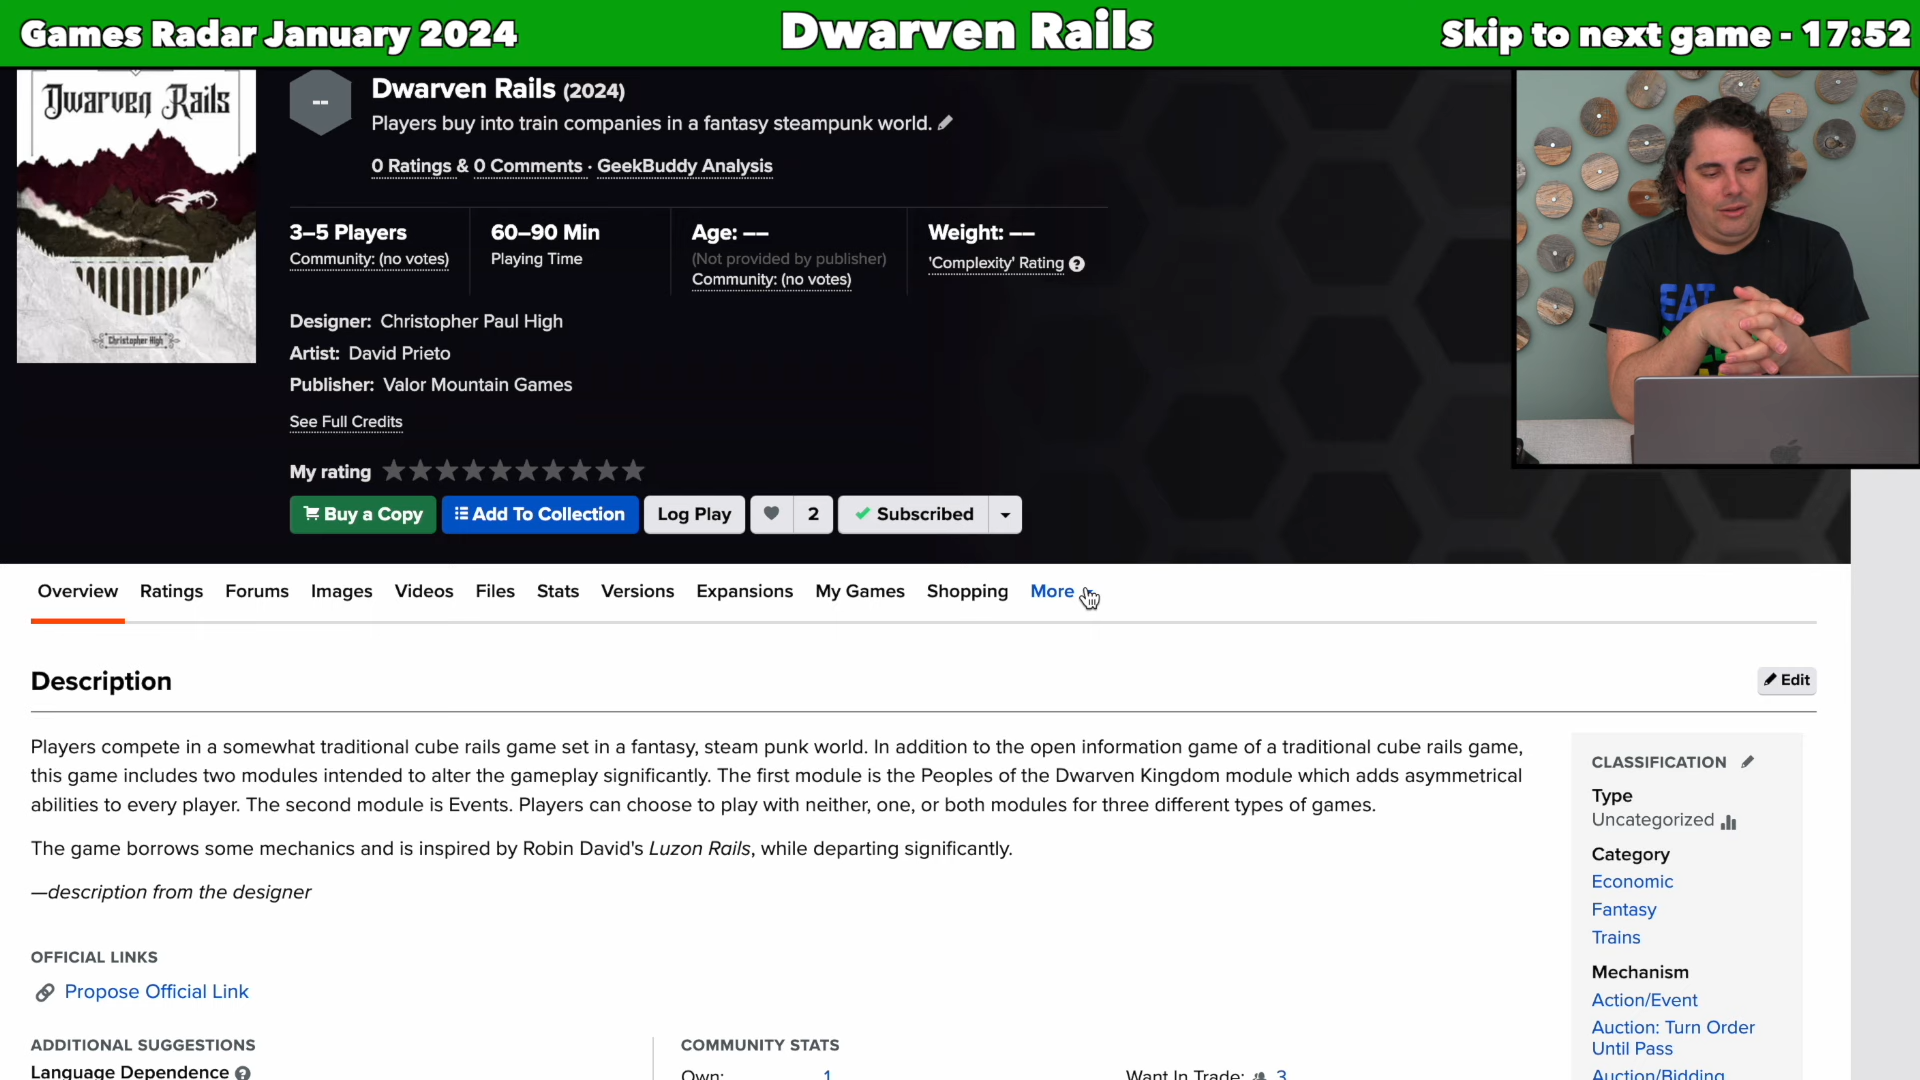 Games Radar January 2024
Dwarven Rails
Skip to next game - 17:52
Dwarven Rails
Christopher High
--
Dwarven Rails (2024)
Players buy into train companies in a fantasy steampunk world.
0 Ratings & 0 Comments · GeekBuddy Analysis
3–5 Players
Community: (no votes)
60–90 Min
Playing Time
Age: ––
(Not provided by publisher)
Community: (no votes)
Weight: ––
'Complexity' Rating ?
Designer: Christopher Paul High
Artist: David Prieto
Publisher: Valor Mountain Games
See Full Credits
My rating
Buy a Copy
Add To Collection
Log Play
2
Subscribed
EAT
Overview
Ratings
Forums
Images
Videos
Files
Stats
Versions
Expansions
My Games
Shopping
More
Description
Edit
Players compete in a somewhat traditional cube rails game set in a fantasy, steam punk world. In addition to the open information game of a traditional cube rails game,
this game includes two modules intended to alter the gameplay significantly. The first module is the Peoples of the Dwarven Kingdom module which adds asymmetrical
abilities to every player. The second module is Events. Players can choose to play with neither, one, or both modules for three different types of games.
The game borrows some mechanics and is inspired by Robin David's Luzon Rails, while departing significantly.
—description from the designer
OFFICIAL LINKS
Propose Official Link
ADDITIONAL SUGGESTIONS
Language Dependence ?
COMMUNITY STATS
Own: 1
Want In Trade: 3
CLASSIFICATION
Type
Uncategorized
Category
Economic
Fantasy
Trains
Mechanism
Action/Event
Auction: Turn Order
Until Pass
Auction/Bidding